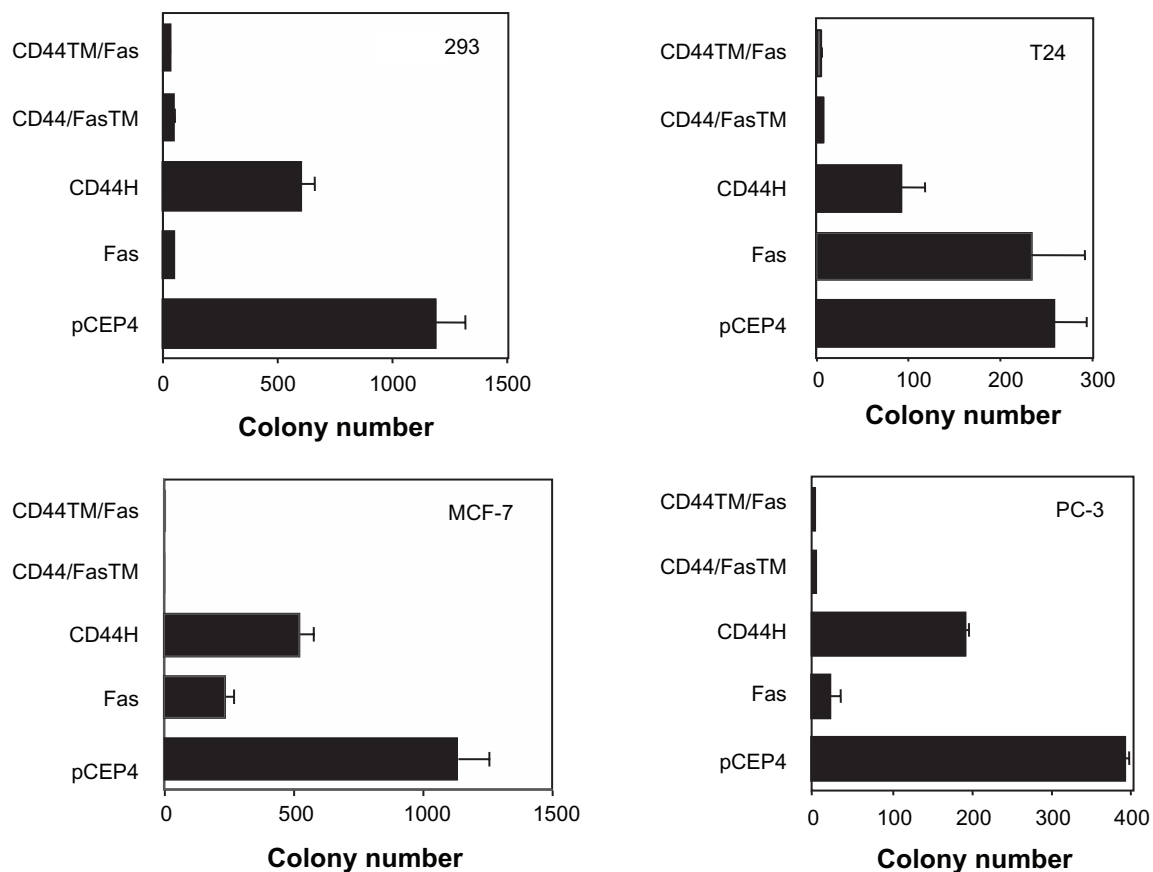 293
CD44TM/Fas
CD44/FasTM
CD44H
Fas
pCEP4
0 500 1000 1500
Colony number
T24
CD44TM/Fas
CD44/FasTM
CD44H
Fas
pCEP4
0 100 200 300
Colony number
MCF-7
CD44TM/Fas
CD44/FasTM
CD44H
Fas
pCEP4
0 500 1000 1500
Colony number
PC-3
CD44TM/Fas
CD44/FasTM
CD44H
Fas
pCEP4
0 100 200 300 400
Colony number